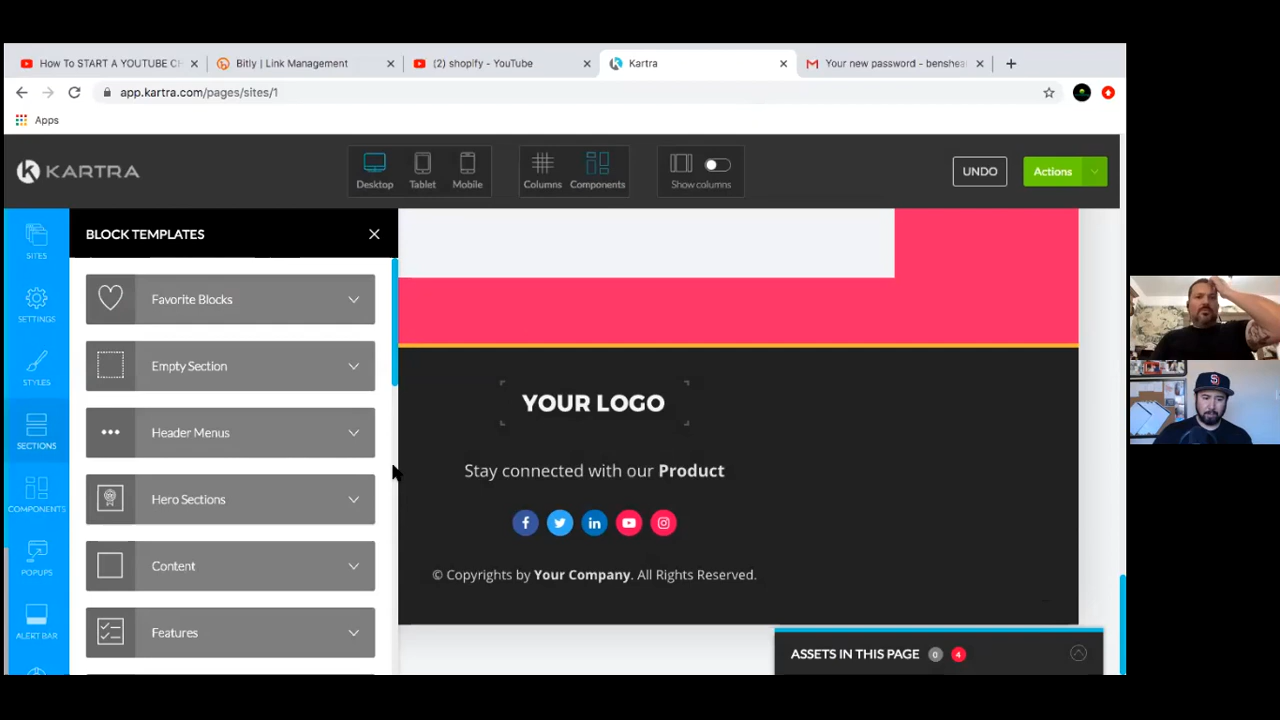 How To START A YOUTUBE CH
Bitly | Link Management
(2) shopify - YouTube
Kartra
Your new password - benshea
app.kartra.com/pages/sites/1
Apps
KARTRA
Desktop
Tablet
Mobile
Columns
Components
Show columns
UNDO
Actions
SITES
SETTINGS
STYLES
SECTIONS
COMPONENTS
POPUPS
ALERT BAR
BLOCK TEMPLATES
Favorite Blocks
Empty Section
Header Menus
Hero Sections
Content
Features
YOUR LOGO
Stay connected with our Product
© Copyrights by Your Company. All Rights Reserved.
ASSETS IN THIS PAGE 0 4